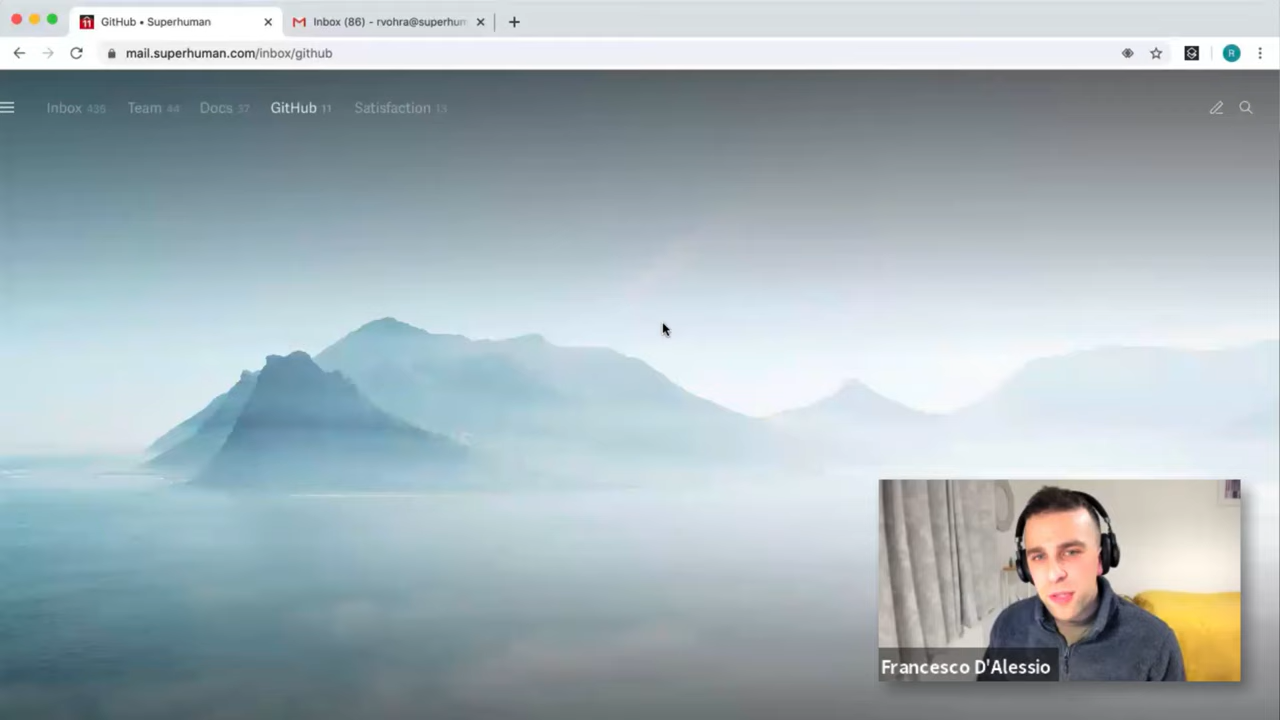 GitHub • Superhuman
Inbox (86) - rvohra@superhum
mail.superhuman.com/inbox/github
R
Inbox 435 Team 44 Docs 37 GitHub 11 Satisfaction 13
Francesco D'Alessio